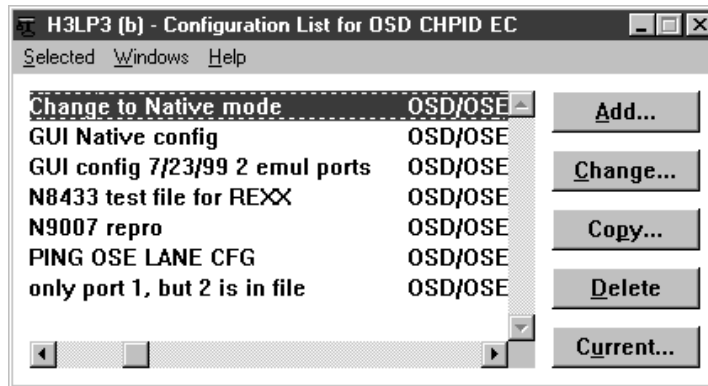 H3LP3 (b) - Configuration List for OSD CHPID EC
Selected Windows Help
Change to Native mode OSD/OSE
GUI Native config OSD/OSE
GUI config 7/23/99 2 emul ports OSD/OSE
N8433 test file for REXX OSD/OSE
N9007 repro OSD/OSE
PING OSE LANE CFG OSD/OSE
only port 1, but 2 is in file OSD/OSE
Add...
Change...
Copy...
Delete
Current...